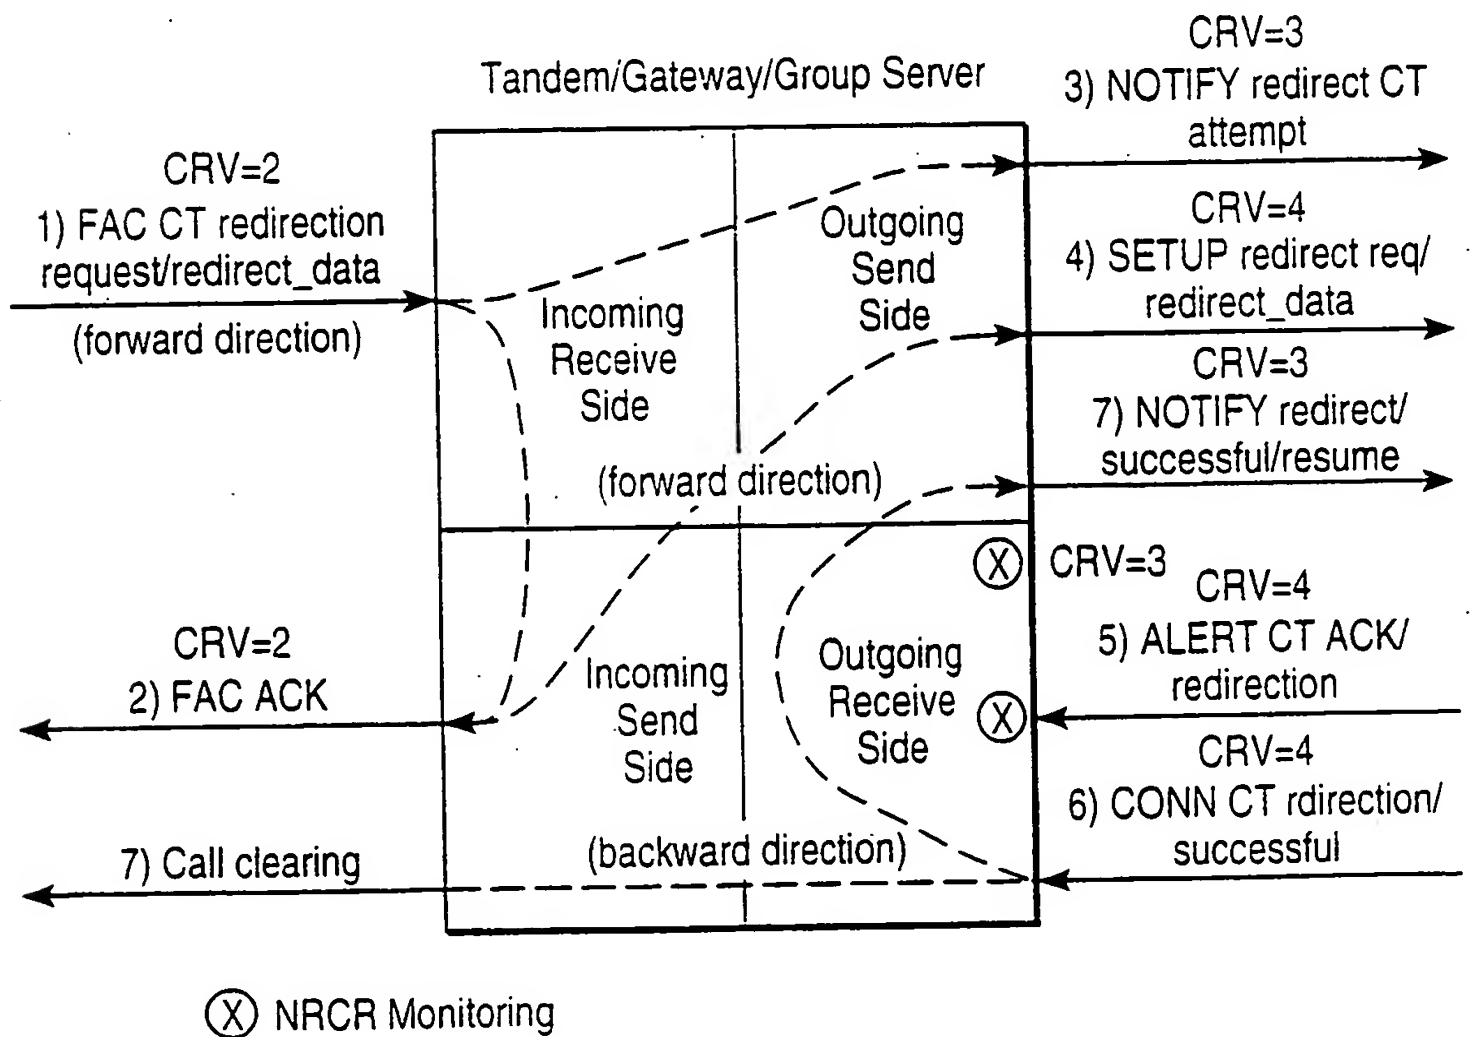 Tandem/Gateway/Group Server
CRV=2
1) FAC CT redirection
request/redirect_data
(forward direction)
CRV=2
2) FAC ACK
7) Call clearing
Incoming
Receive
Side
Outgoing
Send
Side
(forward direction)
Incoming
Send
Side
Outgoing
Receive
Side
(backward direction)
X
X
CRV=3
3) NOTIFY redirect CT
attempt
CRV=4
4) SETUP redirect req/
redirect_data
CRV=3
7) NOTIFY redirect/
successful/resume
CRV=3
CRV=4
5) ALERT CT ACK/
redirection
CRV=4
6) CONN CT rdirection/
successful
X NRCR Monitoring